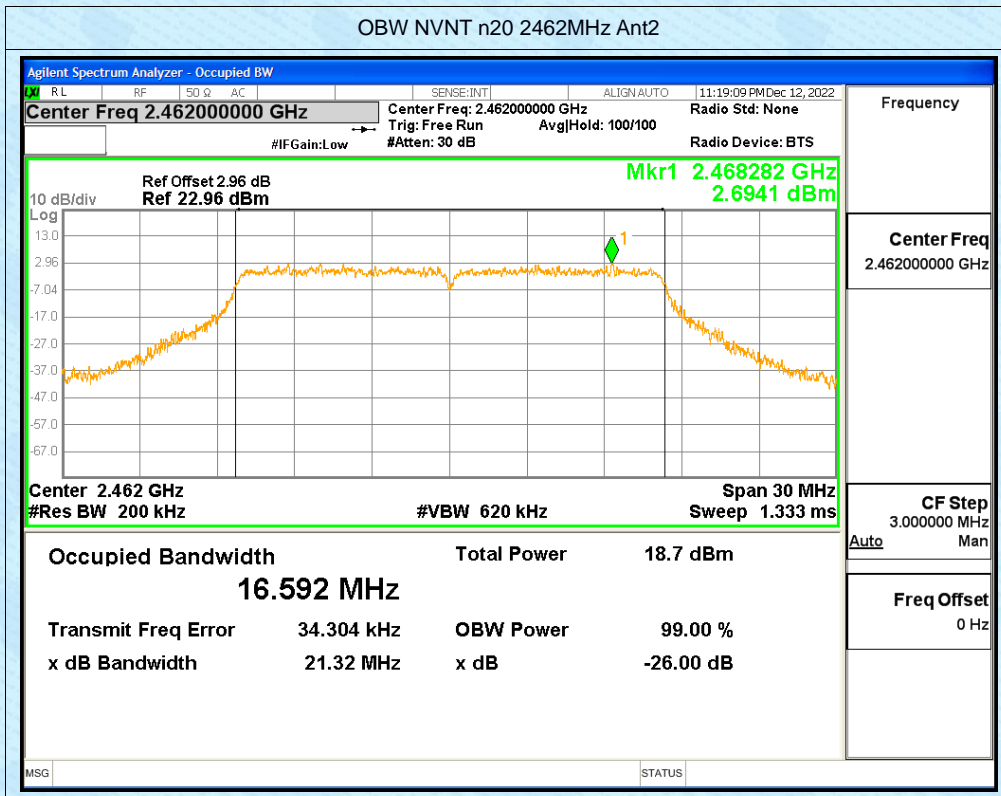 OBW NVNT n20 2462MHz Ant2
Agilent Spectrum Analyzer - Occupied BW
LXI RL RF 50 Ω AC SENSE:INT ALIGN AUTO 11:19:09 PM Dec 12, 2022
Center Freq 2.462000000 GHz
Center Freq: 2.462000000 GHz
Radio Std: None
Trig: Free Run Avg|Hold: 100/100
#IFGain:Low
#Atten: 30 dB
Radio Device: BTS
Mkr1 2.468282 GHz
2.6941 dBm
Ref Offset 2.96 dB
10 dB/div Ref 22.96 dBm
Log
13.0
1
2.96
-7.04
-17.0
-27.0
-37.0
-47.0
-57.0
-67.0
Center 2.462 GHz Span 30 MHz
#Res BW 200 kHz #VBW 620 kHz Sweep 1.333 ms
Occupied Bandwidth Total Power 18.7 dBm
16.592 MHz
Transmit Freq Error 34.304 kHz OBW Power 99.00 %
x dB Bandwidth 21.32 MHz x dB -26.00 dB
MSG STATUS
Frequency
Center Freq
2.462000000 GHz
CF Step
3.000000 MHz
Auto Man
Freq Offset
0 Hz